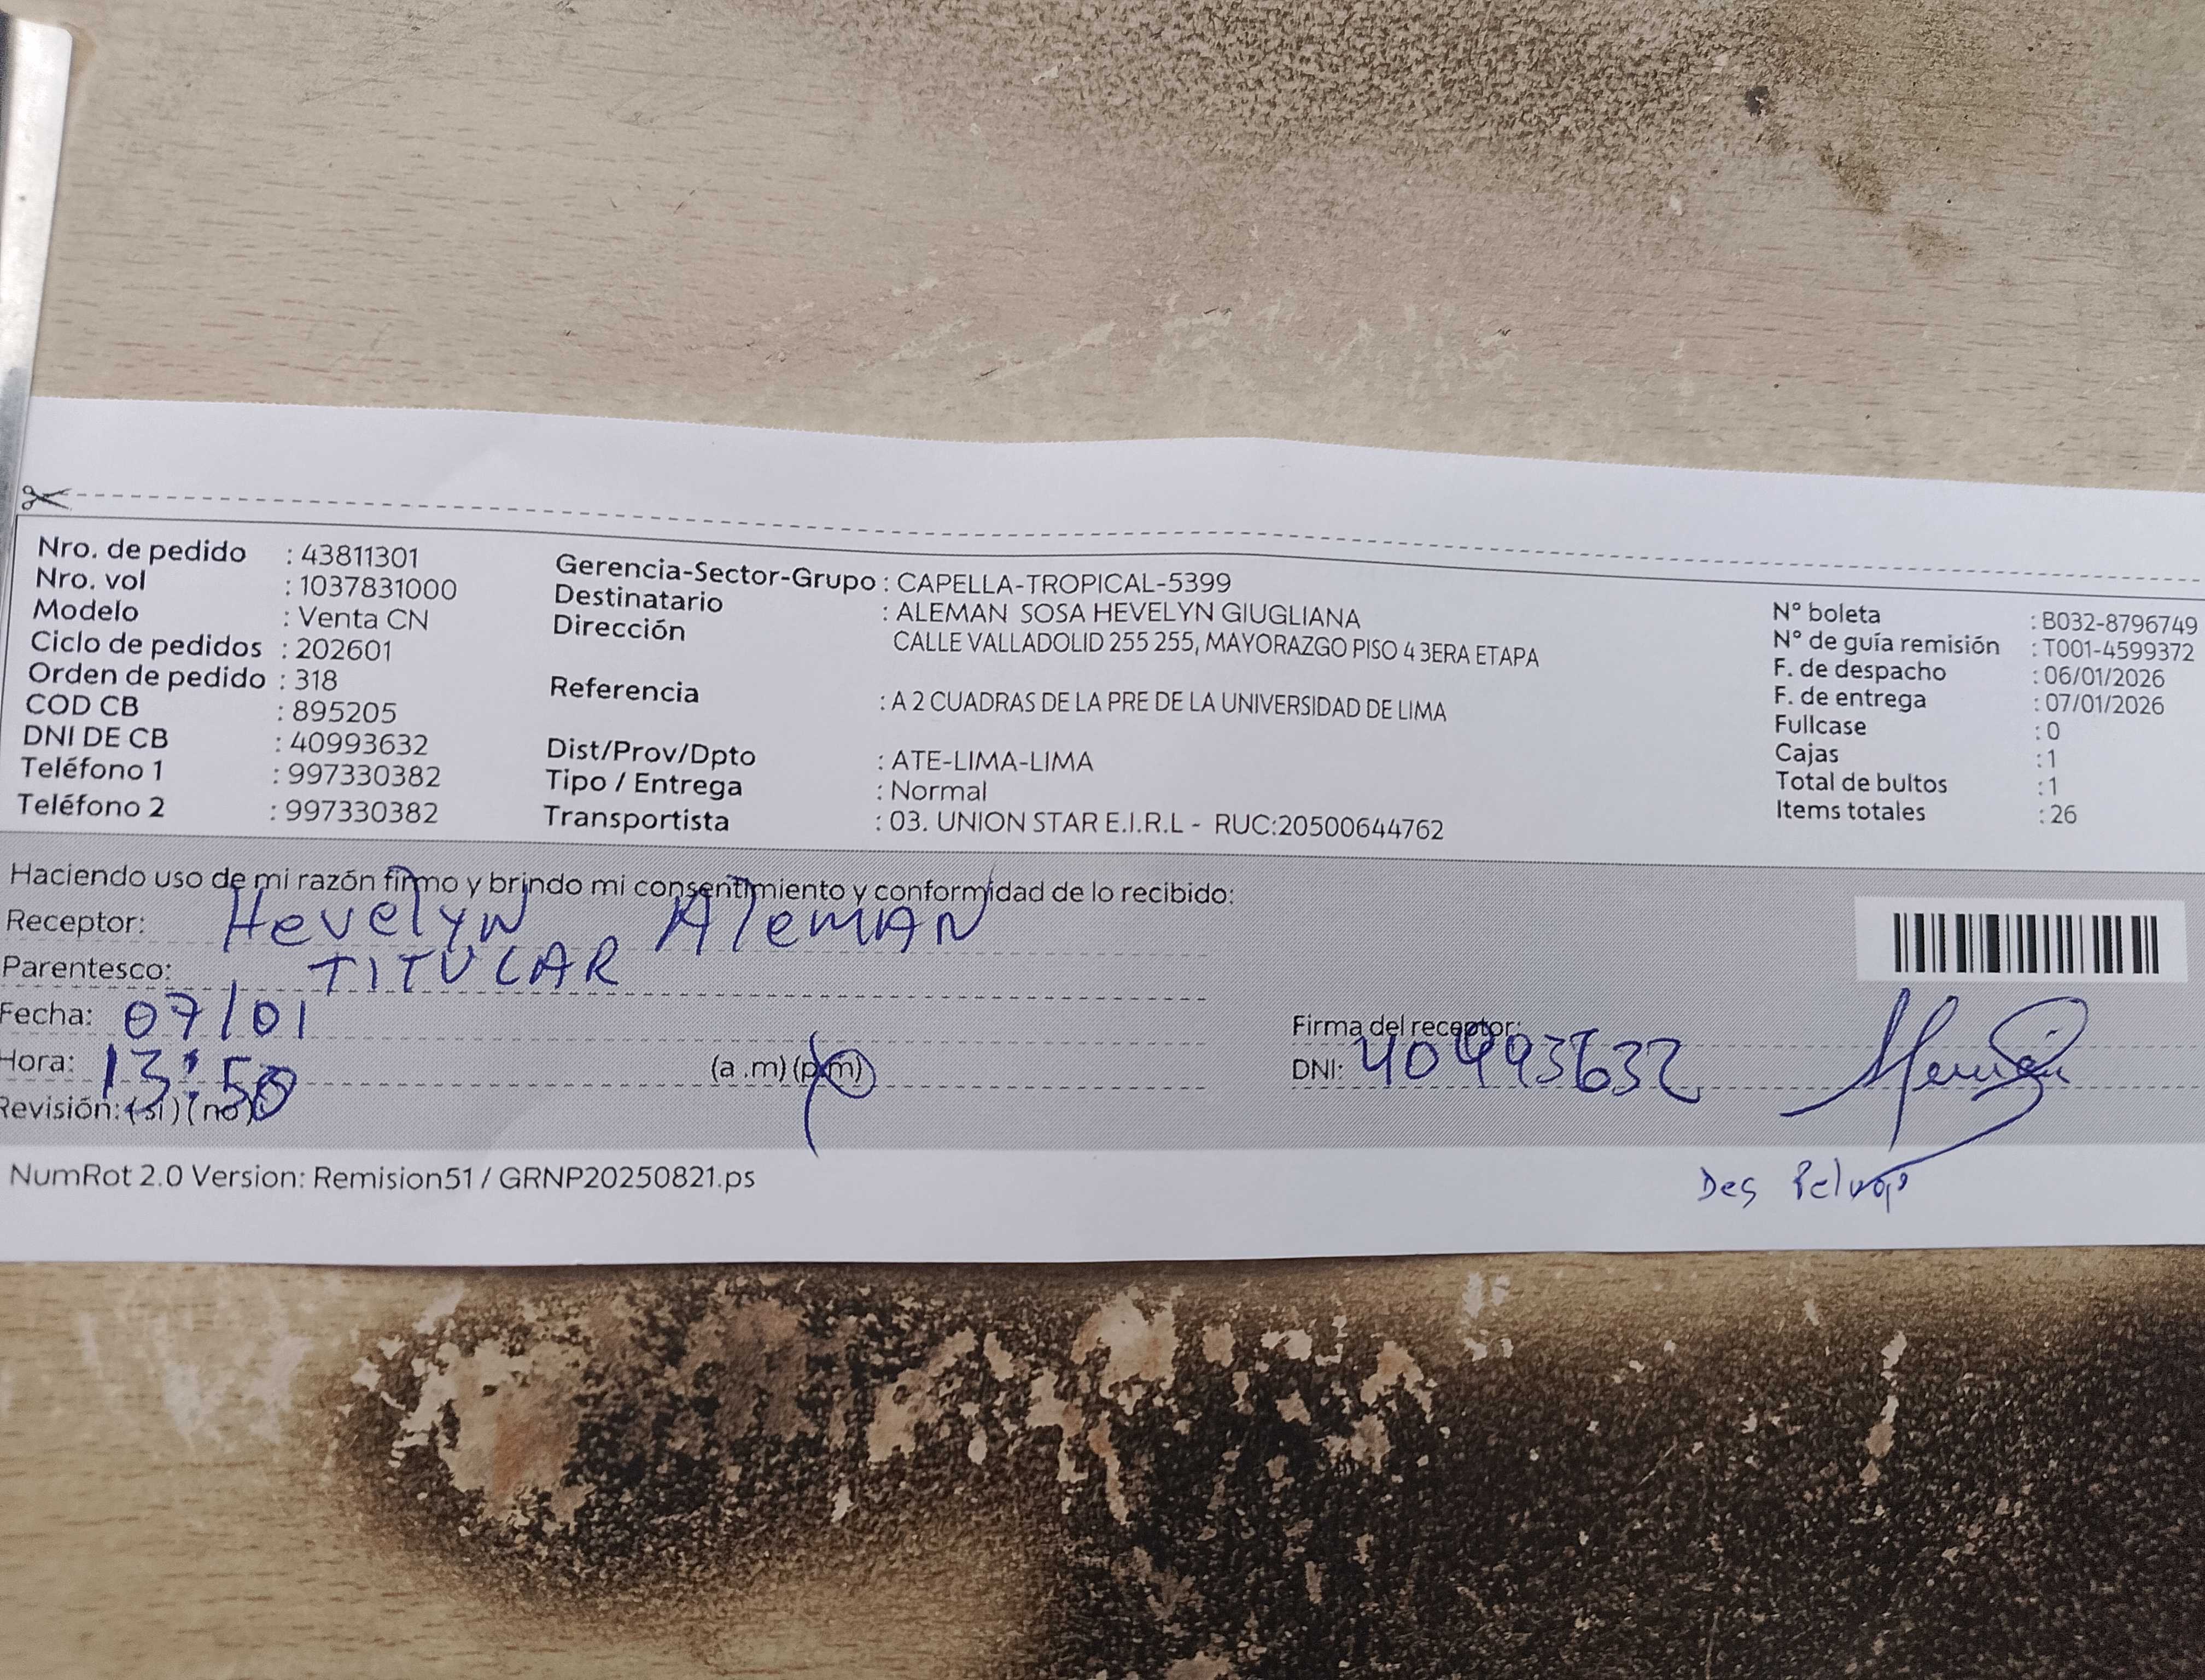 Nro. de pedido : 43811301
Nro. vol : 1037831000
Modelo : Venta CN
Ciclo de pedidos : 202601
Orden de pedido : 318
COD CB : 895205
DNI DE CB : 40993632
Teléfono 1 : 997330382
Teléfono 2 : 997330382
Gerencia-Sector-Grupo : CAPELLA-TROPICAL-5399
Destinatario : ALEMAN SOSA HEVELYN GIUGLIANA
Dirección CALLE VALLADOLID 255 255, MAYORAZGO PISO 4 3ERA ETAPA
Referencia : A 2 CUADRAS DE LA PRE DE LA UNIVERSIDAD DE LIMA
Dist/Prov/Dpto : ATE-LIMA-LIMA
Tipo / Entrega : Normal
Transportista : 03. UNION STAR E.I.R.L - RUC:20500644762
N° boleta : B032-8796749
N° de guía remisión : T001-4599372
F. de despacho : 06/01/2026
F. de entrega : 07/01/2026
Fullcase : 0
Cajas : 1
Total de bultos : 1
Items totales : 26
Haciendo uso de mi razón firmo y brindo mi consentimiento y conformidad de lo recibido:
Receptor: Hevelyn Aleman
Parentesco: TITULAR
Fecha: 07/01
Hora: 13:50 (a .m) (p.m)
Revisión: (si) (no)
Firma del receptor:
DNI: 40993632
NumRot 2.0 Version: Remision51 / GRNP20250821.ps